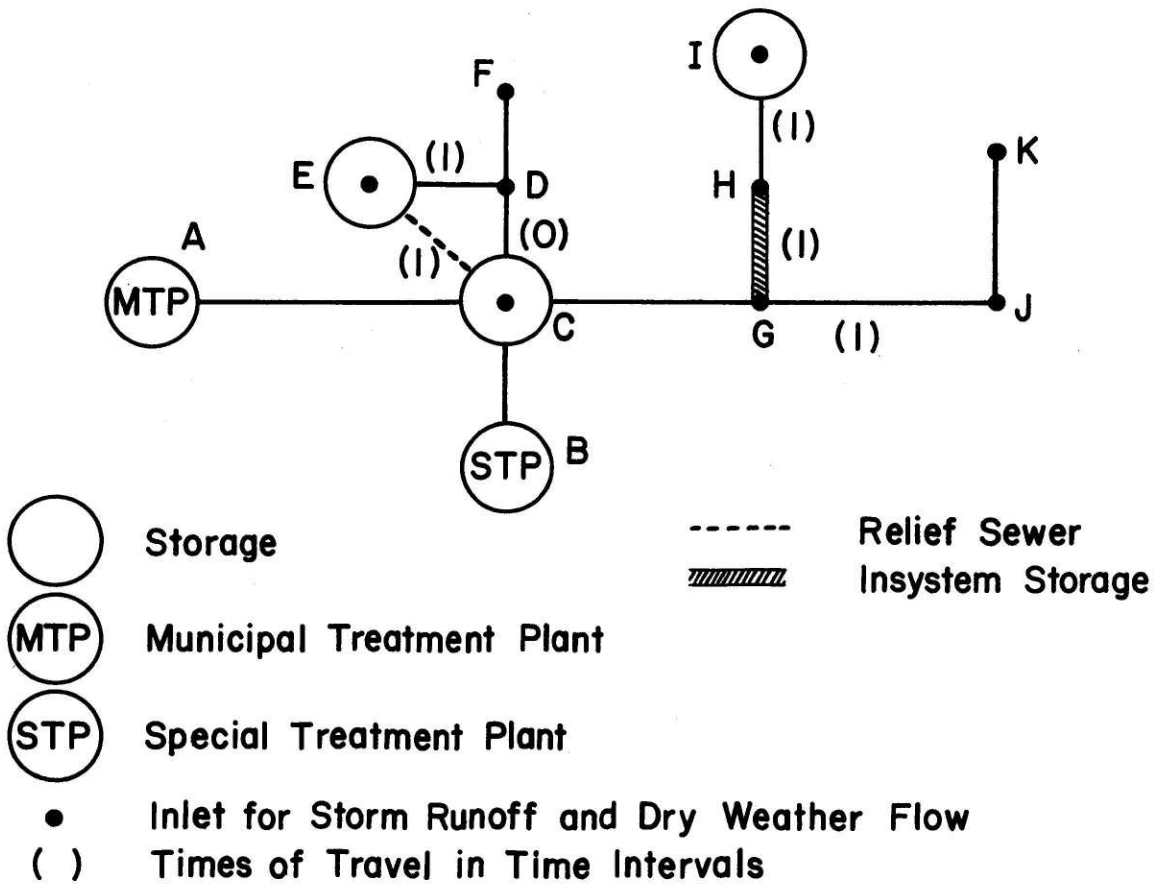 I
F
K
(1)
(1)
E
D
H
A
(0)
(1)
(1)
MTP
C
G
(1)
J
STP
B
Storage
Relief Sewer
Insystem Storage
MTP
Municipal Treatment Plant
STP
Special Treatment Plant
Inlet for Storm Runoff and Dry Weather Flow
( ) Times of Travel in Time Intervals